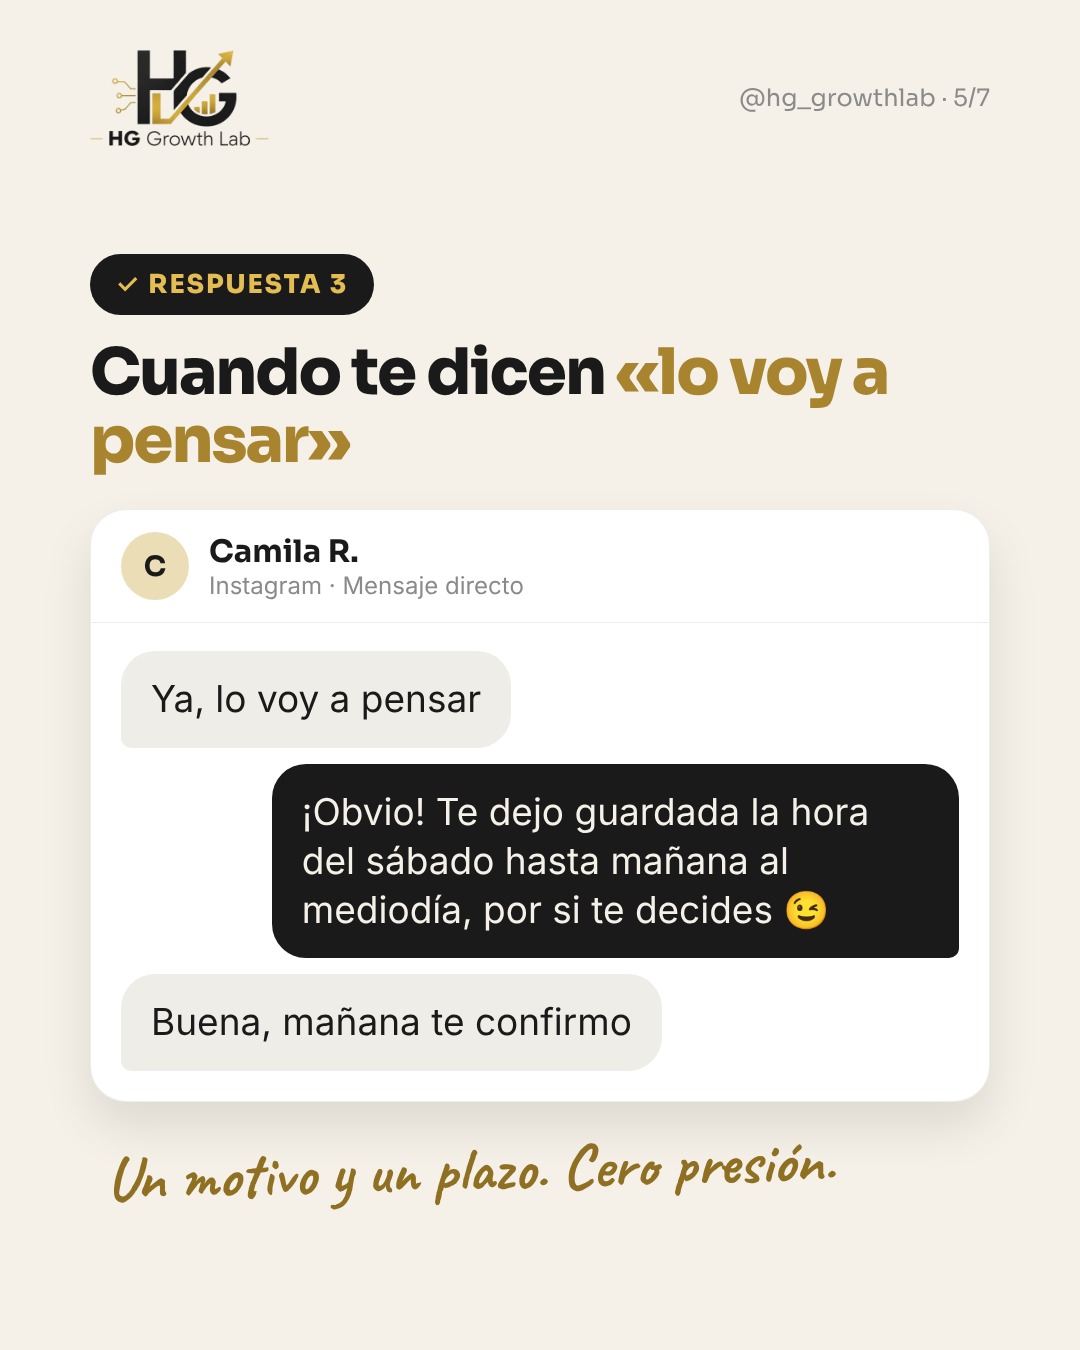 HG
HG Growth Lab
@hg_growthlab · 5/7
✓ RESPUESTA 3
Cuando te dicen «lo voy a
pensar»
C
Camila R.
Instagram · Mensaje directo
Ya, lo voy a pensar
¡Obvio! Te dejo guardada la hora
del sábado hasta mañana al
mediodía, por si te decides 😉
Buena, mañana te confirmo
Un motivo y un plazo. Cero presión.